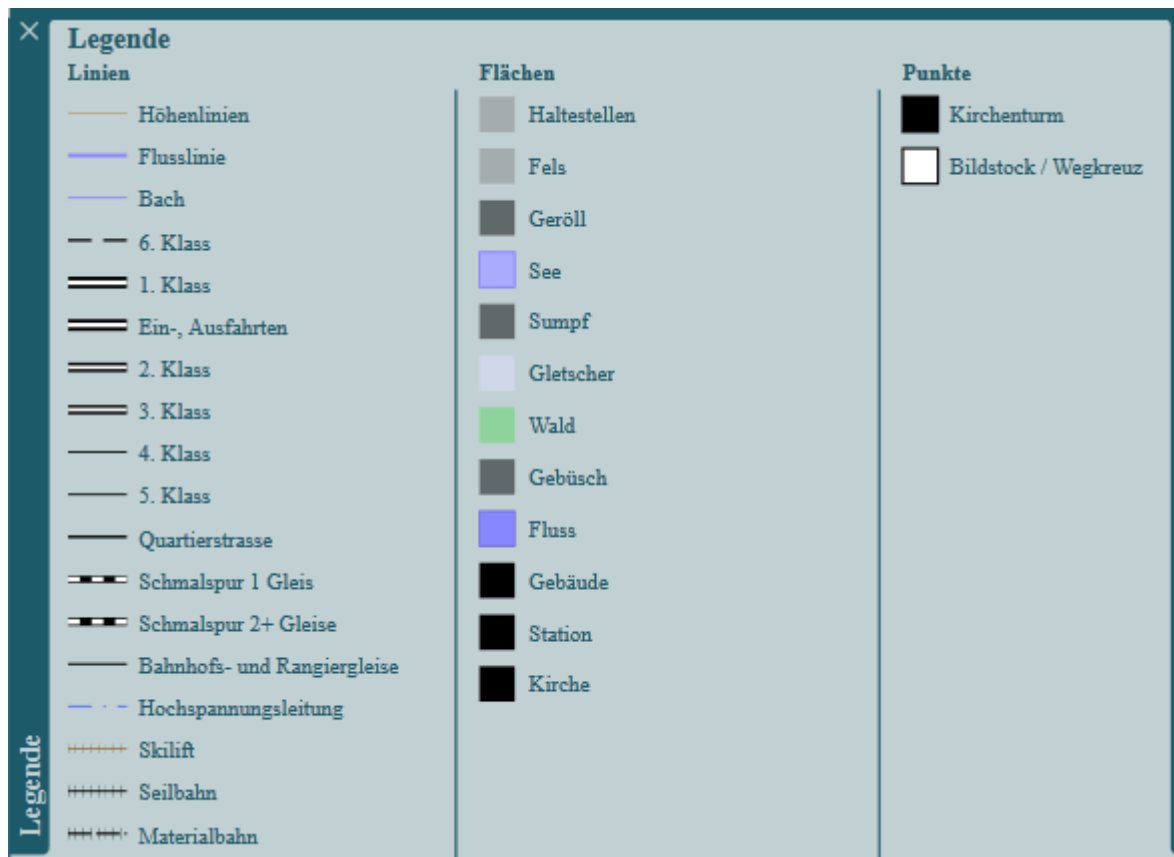 Legende
Linien
Höhenlinien
Flusslinie
Bach
6. Klass
1. Klass
Ein-, Ausfahrten
2. Klass
3. Klass
4. Klass
5. Klass
Quartierstrasse
Schmalspur 1 Gleis
Schmalspur 2+ Gleise
Bahnhofs- und Rangiergleise
Hochspannungsleitung
Skilift
Seilbahn
Materialbahn
Flächen
Haltestellen
Fels
Geröll
See
Sumpf
Gletscher
Wald
Gebüsch
Fluss
Gebäude
Station
Kirche
Punkte
Kirchenturm
Bildstock / Wegkreuz
Legende